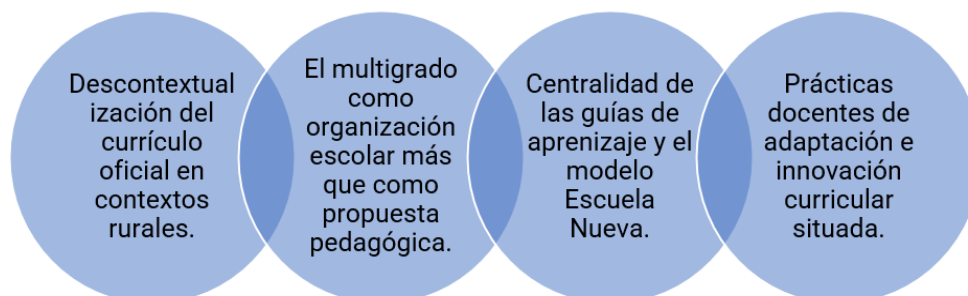 Descontextual
ización del
currículo
oficial en
contextos
rurales.
El multigrado
como
organización
escolar más
que como
propuesta
pedagógica.
Centralidad de
las guías de
aprenizaje y el
modelo
Escuela
Nueva.
Prácticas
docentes de
adaptación e
innovación
curricular
situada.